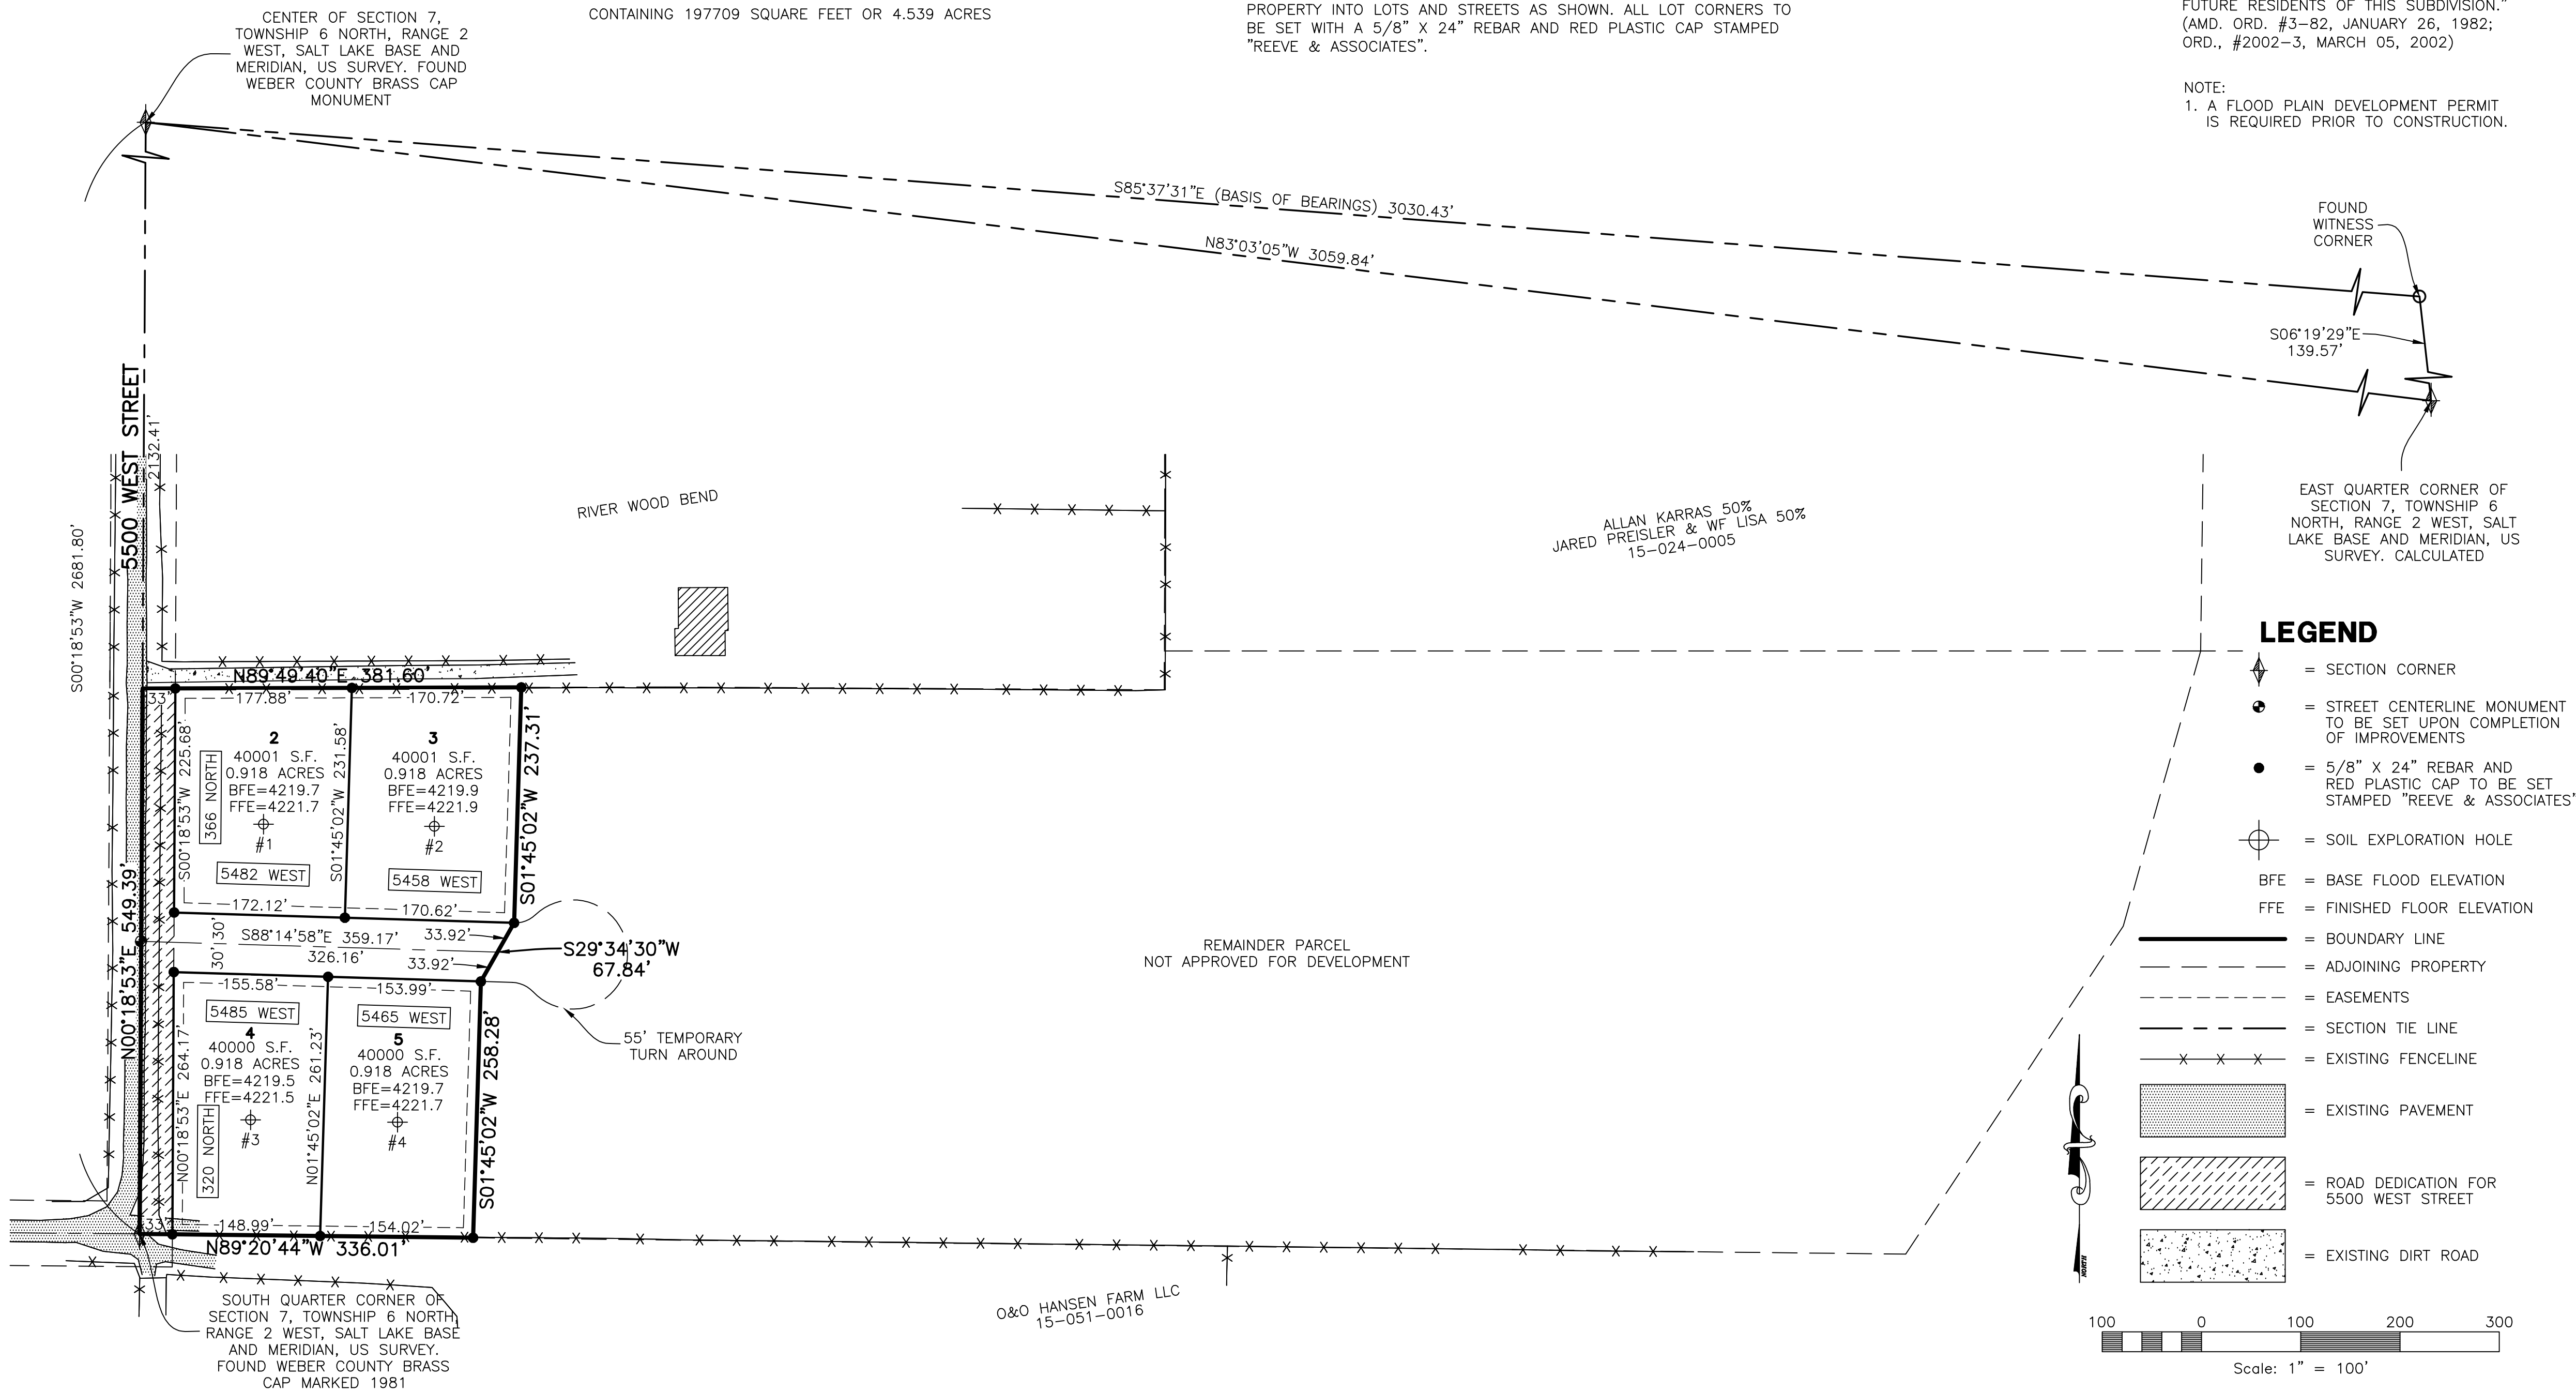 CENTER OF SECTION 7,
TOWNSHIP 6 NORTH, RANGE 2
WEST, SALT LAKE BASE AND
MERIDIAN, US SURVEY. FOUND
WEBER COUNTY BRASS CAP
MONUMENT
CONTAINING 197709 SQUARE FEET OR 4.539 ACRES
PROPERTY INTO LOTS AND STREETS AS SHOWN. ALL LOT CORNERS TO
BE SET WITH A 5/8" X 24" REBAR AND RED PLASTIC CAP STAMPED
"REEVE & ASSOCIATES".
FUTURE RESIDENTS OF THIS SUBDIVISION."
(AMD. ORD. #3-82, JANUARY 26, 1982;
ORD., #2002-3, MARCH 05, 2002)
NOTE:
1. A FLOOD PLAIN DEVELOPMENT PERMIT
IS REQUIRED PRIOR TO CONSTRUCTION.
S85°37'31"E (BASIS OF BEARINGS) 3030.43'
N83°03'05"W 3059.84'
FOUND
WITNESS
CORNER
S06°19'29"E
139.57'
EAST QUARTER CORNER OF
SECTION 7, TOWNSHIP 6
NORTH, RANGE 2 WEST, SALT
LAKE BASE AND MERIDIAN, US
SURVEY. CALCULATED
5500 WEST STREET
2132.41'
S00°18'53"W 2681.80'
RIVER WOOD BEND
ALLAN KARRAS 50%
JARED PREISLER & WF LISA 50%
15-024-0005
N89°49'40"E 381.60'
33'
177.88'
170.72'
S00°18'53"W 225.68'
366 NORTH
2
40001 S.F.
0.918 ACRES
BFE=4219.7
FFE=4221.7
#1
5482 WEST
172.12'
S01°45'02"W 231.58'
3
40001 S.F.
0.918 ACRES
BFE=4219.9
FFE=4221.9
#2
5458 WEST
170.62'
S01°45'02"W 237.31'
N00°18'53"E 549.39'
30'
30'
S88°14'58"E 359.17'
326.16'
33.92'
33.92'
S29°34'30"W
67.84'
55' TEMPORARY
TURN AROUND
REMAINDER PARCEL
NOT APPROVED FOR DEVELOPMENT
155.58'
153.99'
N00°18'53"E 264.17'
5485 WEST
4
40000 S.F.
0.918 ACRES
BFE=4219.5
FFE=4221.5
#3
320 NORTH
N01°45'02"E 261.23'
5465 WEST
5
40000 S.F.
0.918 ACRES
BFE=4219.7
FFE=4221.7
#4
S01°45'02"W 258.28'
33'
148.99'
154.02'
N89°20'44"W 336.01'
SOUTH QUARTER CORNER OF
SECTION 7, TOWNSHIP 6 NORTH,
RANGE 2 WEST, SALT LAKE BASE
AND MERIDIAN, US SURVEY.
FOUND WEBER COUNTY BRASS
CAP MARKED 1981
O&O HANSEN FARM LLC
15-051-0016
LEGEND
= SECTION CORNER
= STREET CENTERLINE MONUMENT
TO BE SET UPON COMPLETION
OF IMPROVEMENTS
= 5/8" X 24" REBAR AND
RED PLASTIC CAP TO BE SET
STAMPED "REEVE & ASSOCIATES"
= SOIL EXPLORATION HOLE
BFE = BASE FLOOD ELEVATION
FFE = FINISHED FLOOR ELEVATION
= BOUNDARY LINE
= ADJOINING PROPERTY
= EASEMENTS
= SECTION TIE LINE
= EXISTING FENCELINE
= EXISTING PAVEMENT
= ROAD DEDICATION FOR
5500 WEST STREET
= EXISTING DIRT ROAD
NORTH
100 0 100 200 300
Scale: 1" = 100'